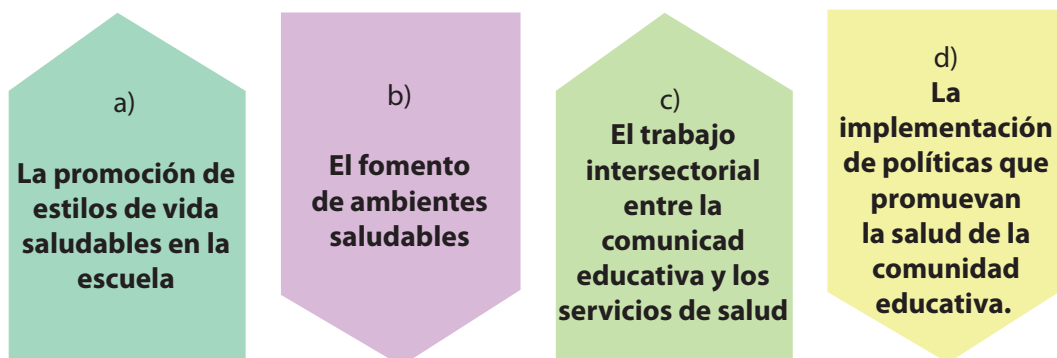 a)
La promoción de
estilos de vida
saludables en la
escuela
b)
El fomento
de ambientes
saludables
c)
El trabajo
intersectorial
entre la
comunicad
educativa y los
servicios de salud
d)
La
implementación
de políticas que
promuevan
la salud de la
comunidad
educativa.